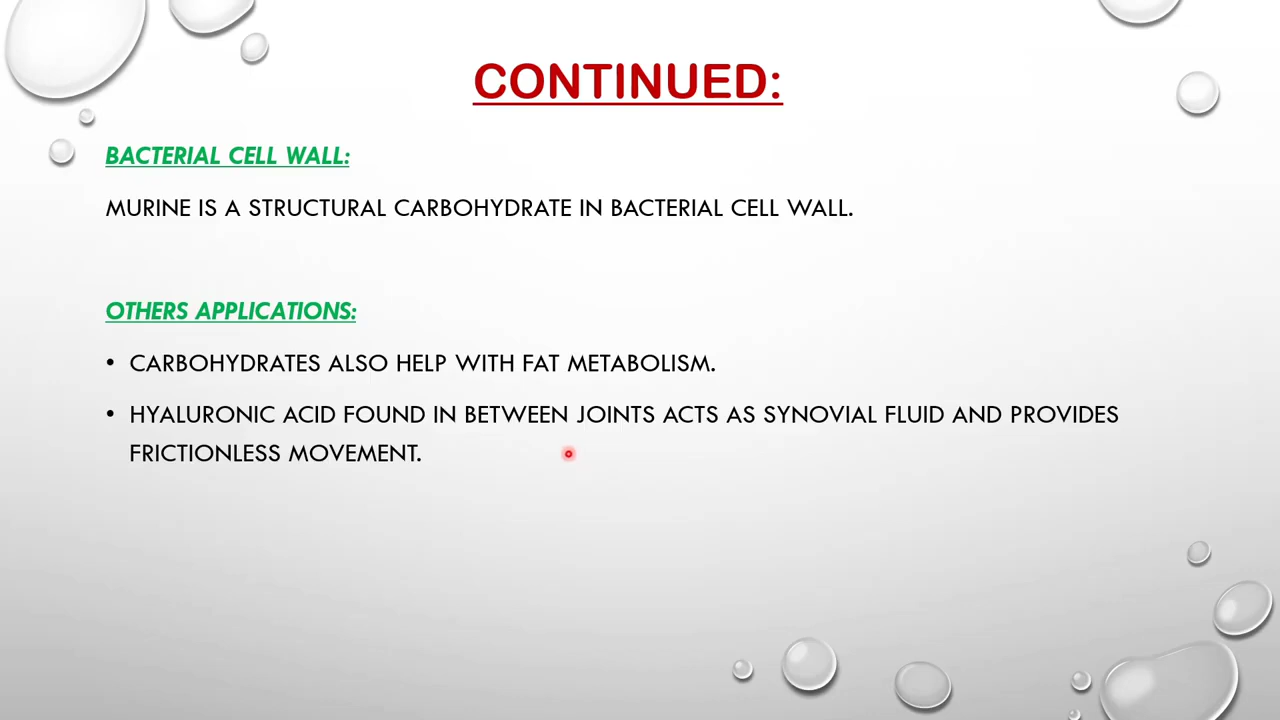 CONTINUED:
BACTERIAL CELL WALL:
MURINE IS A STRUCTURAL CARBOHYDRATE IN BACTERIAL CELL WALL.
OTHERS APPLICATIONS:
• CARBOHYDRATES ALSO HELP WITH FAT METABOLISM.
• HYALURONIC ACID FOUND IN BETWEEN JOINTS ACTS AS SYNOVIAL FLUID AND PROVIDES
FRICTIONLESS MOVEMENT.